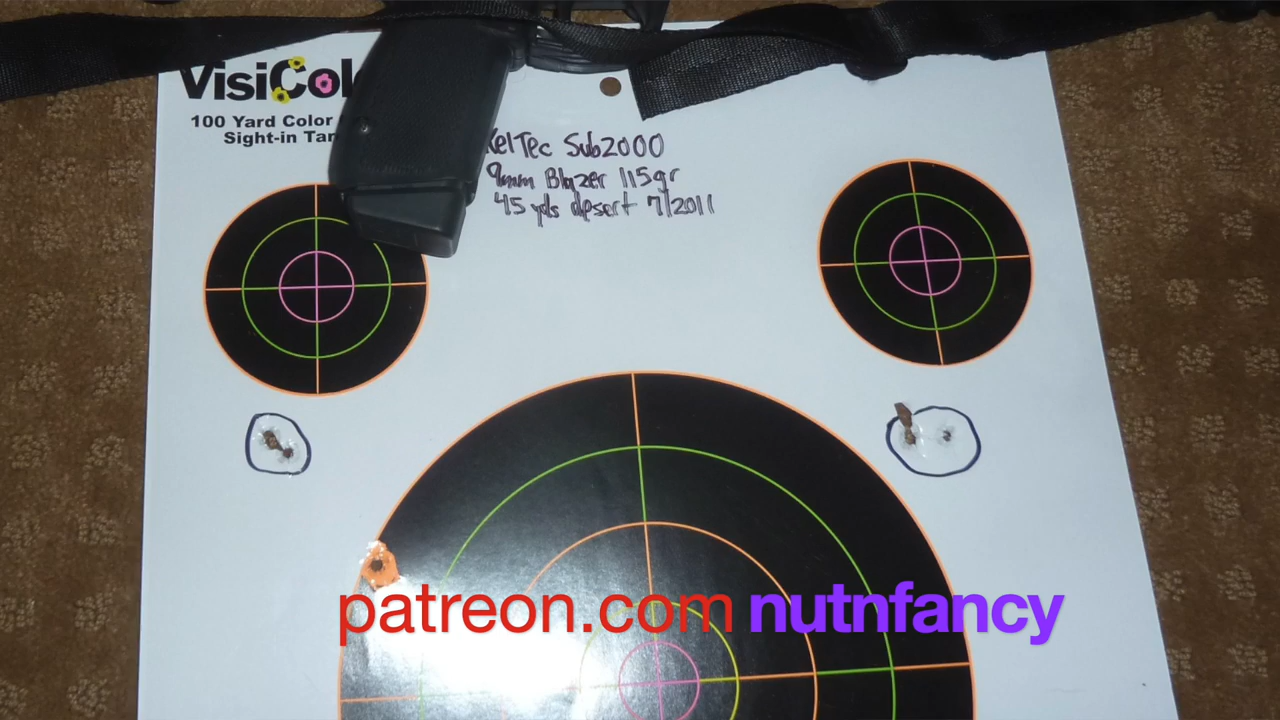 VisiCol
100 Yard Color
Sight-in Tar
KelTec Sub2000
9mm Blazer 115gr
45 yds desert 7/2011
patreon.com nutnfancy